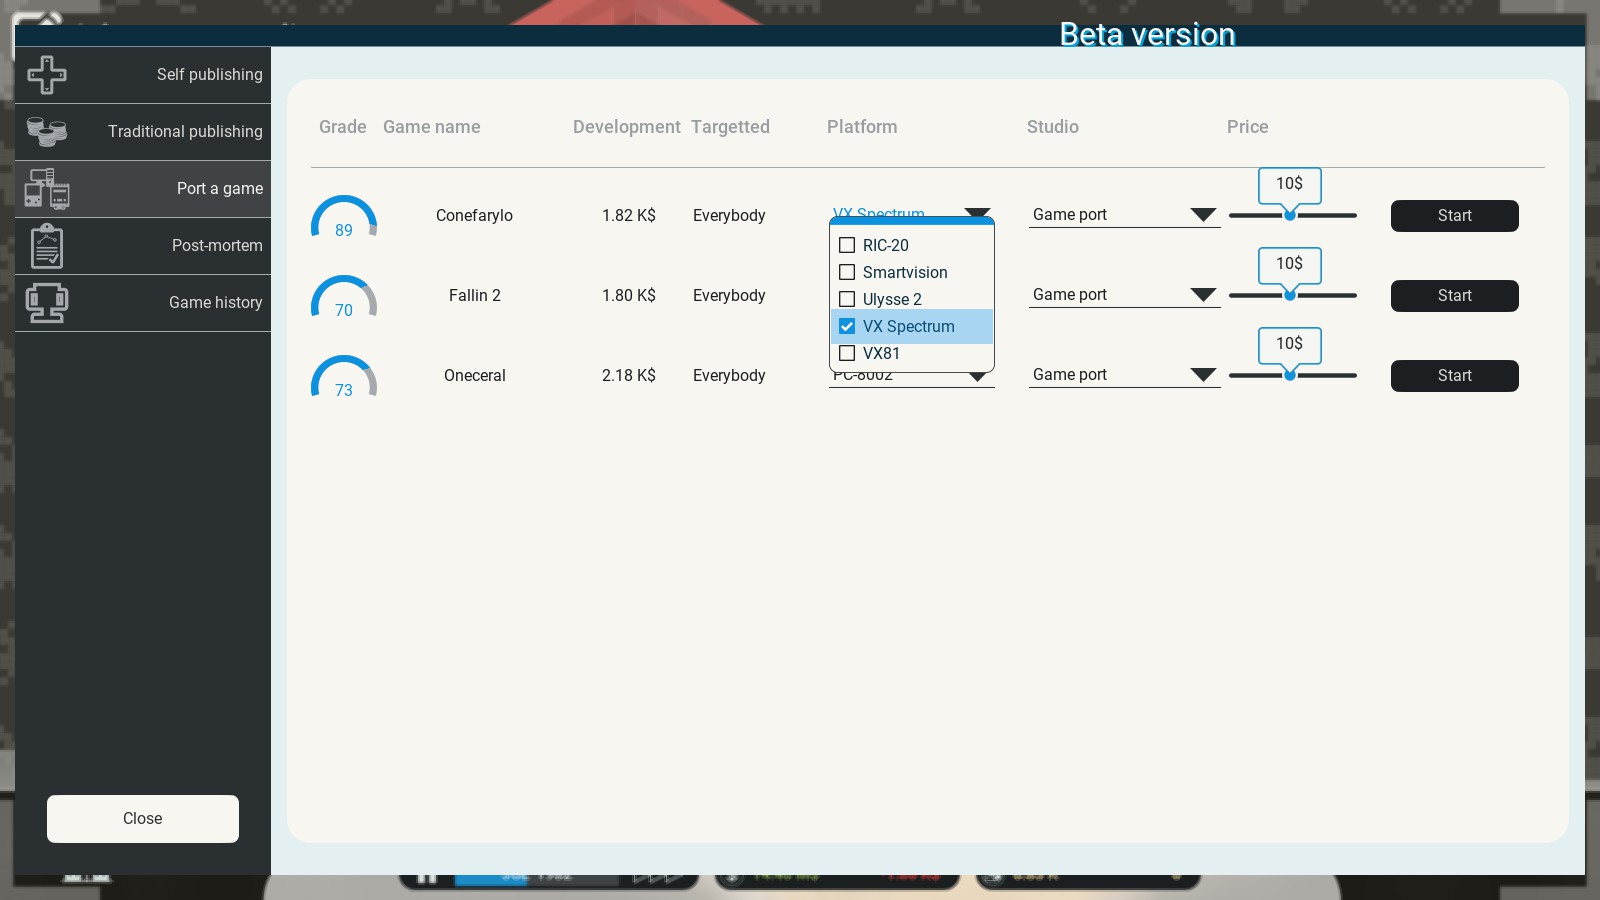 Beta version
Self publishing
Traditional publishing
Port a game
Post-mortem
Game history
Close
Grade Game name Development Targetted Platform Studio Price
89 Conefarylo 1.82 K$ Everybody VX Spectrum Game port 10$ Start
RIC-20
Smartvision
Ulysse 2
VX Spectrum
VX81
70 Fallin 2 1.80 K$ Everybody Game port 10$ Start
73 Oneceral 2.18 K$ Everybody PC-8002 Game port 10$ Start